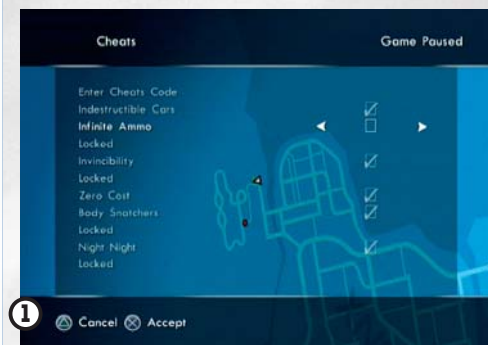 Cheats Game Paused
Enter Cheats Code
Indestructible Cars
Infinite Ammo
Locked
Invincibility
Locked
Zero Cost
Body Snatchers
Locked
Night Night
Locked
1 Cancel Accept